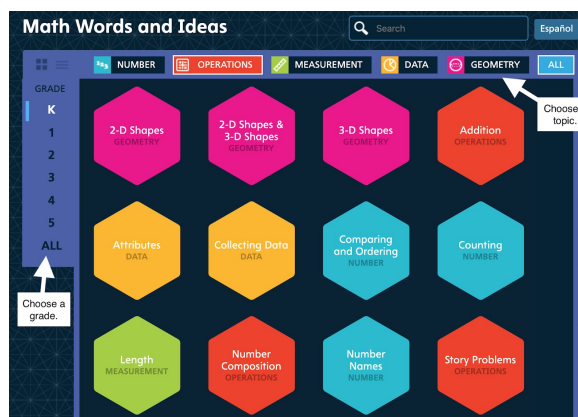 Math Words and Ideas
Search
Español
NUMBER
OPERATIONS
MEASUREMENT
DATA
GEOMETRY
ALL
GRADE
K
1
2
3
4
5
ALL
Choose
topic.
Choose a
grade.
2-D Shapes
GEOMETRY
2-D Shapes &
3-D Shapes
GEOMETRY
3-D Shapes
GEOMETRY
Addition
OPERATIONS
Attributes
DATA
Collecting Data
DATA
Comparing
and Ordering
NUMBER
Counting
NUMBER
Length
MEASUREMENT
Number
Composition
OPERATIONS
Number
Names
NUMBER
Story Problems
OPERATIONS